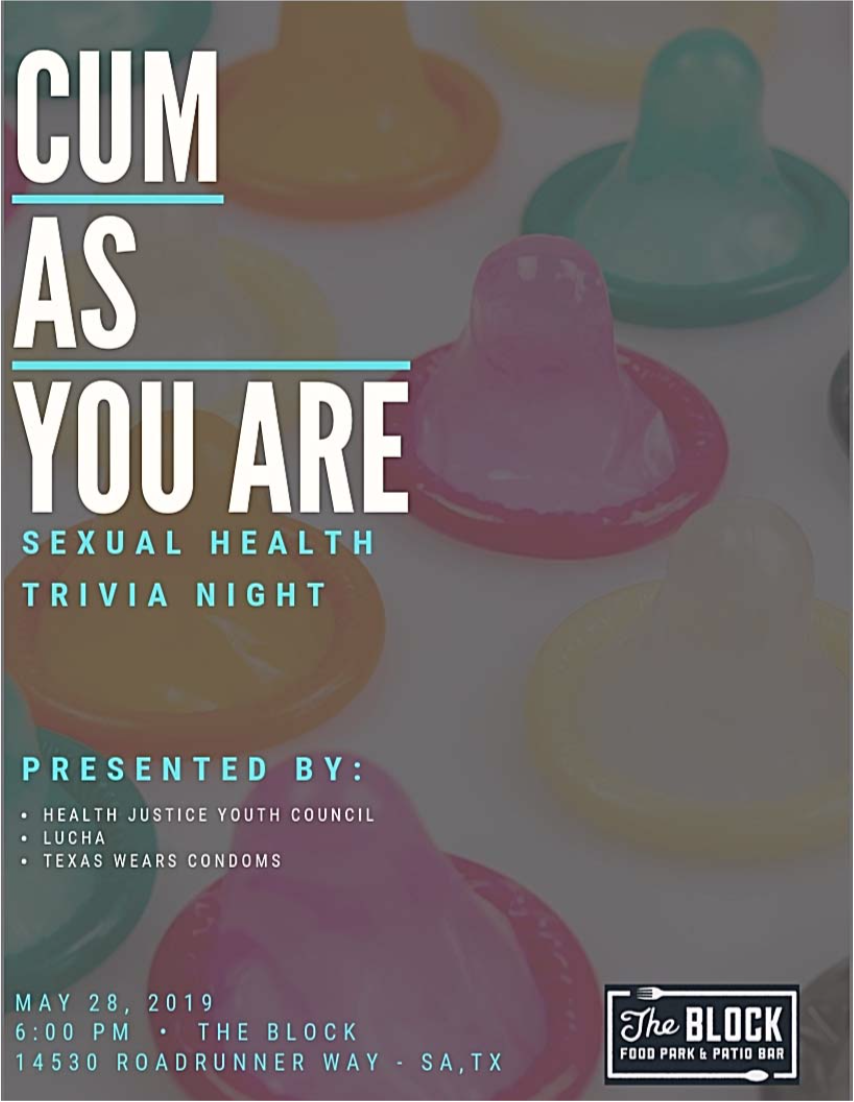 CUM
AS
YOU ARE
SEXUAL HEALTH
TRIVIA NIGHT
PRESENTED BY:
• HEALTH JUSTICE YOUTH COUNCIL
• LUCHA
• TEXAS WEARS CONDOMS
MAY 28, 2019
6:00 PM • THE BLOCK
14530 ROADRUNNER WAY - SA,TX
The BLOCK
FOOD PARK & PATIO BAR